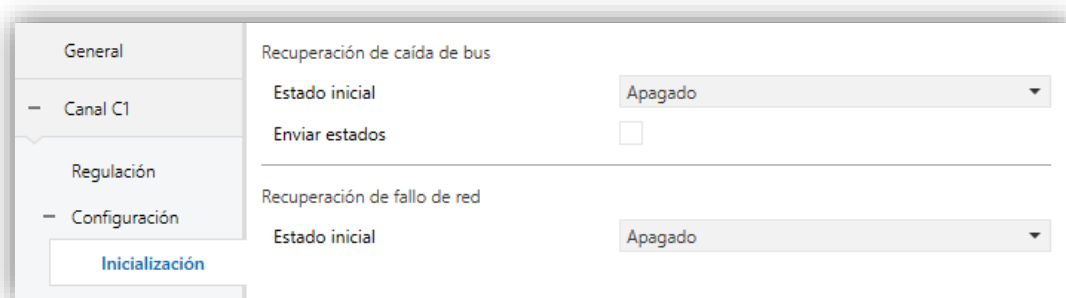 General
Canal C1
Regulación
Configuración
Inicialización
Recuperación de caída de bus
Estado inicial
Apagado
Enviar estados
Recuperación de fallo de red
Estado inicial
Apagado